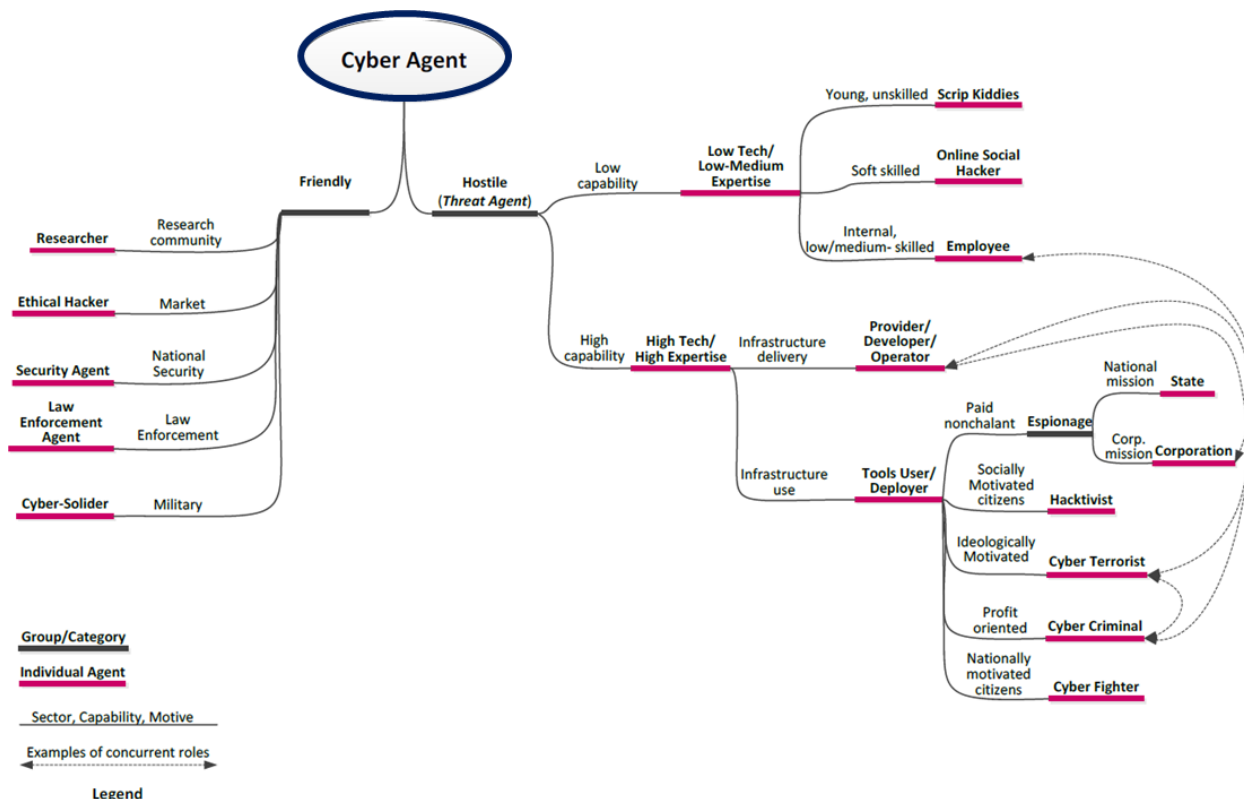 Cyber Agent
Friendly
Hostile
(Threat Agent)
Research
community
Researcher
Market
Ethical Hacker
National
Security
Security Agent
Law
Enforcement
Law
Enforcement
Agent
Military
Cyber-Solider
Low
capability
Low Tech/
Low-Medium
Expertise
Young, unskilled
Scrip Kiddies
Soft skilled
Online Social
Hacker
Internal,
low/medium- skilled
Employee
High
capability
High Tech/
High Expertise
Infrastructure
delivery
Provider/
Developer/
Operator
Infrastructure
use
Tools User/
Deployer
Paid
nonchalant
Espionage
National
mission
State
Corp.
mission
Corporation
Socially
Motivated
citizens
Hacktivist
Ideologically
Motivated
Cyber Terrorist
Profit
oriented
Cyber Criminal
Nationally
motivated
citizens
Cyber Fighter
Group/Category
Individual Agent
Sector, Capability, Motive
Examples of concurrent roles
Legend